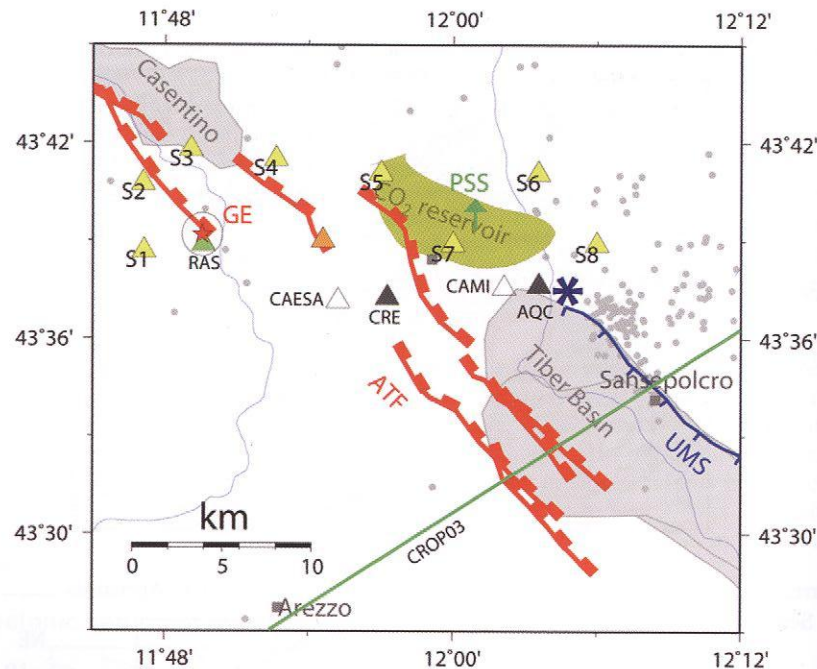 11°48'
12°00'
12°12'
Casentino
43°42'
43°42'
S3
S4
S2
S5
PSS
S6
CO₂ reservoir
GE
S1
RAS
S7
S8
CAESA
CRE
CAMI
AQC
43°36'
43°36'
ATF
Tiber Basin
Sansepolcro
UMS
km
0
5
10
CROP03
43°30'
43°30'
Arezzo
11°48'
12°00'
12°12'